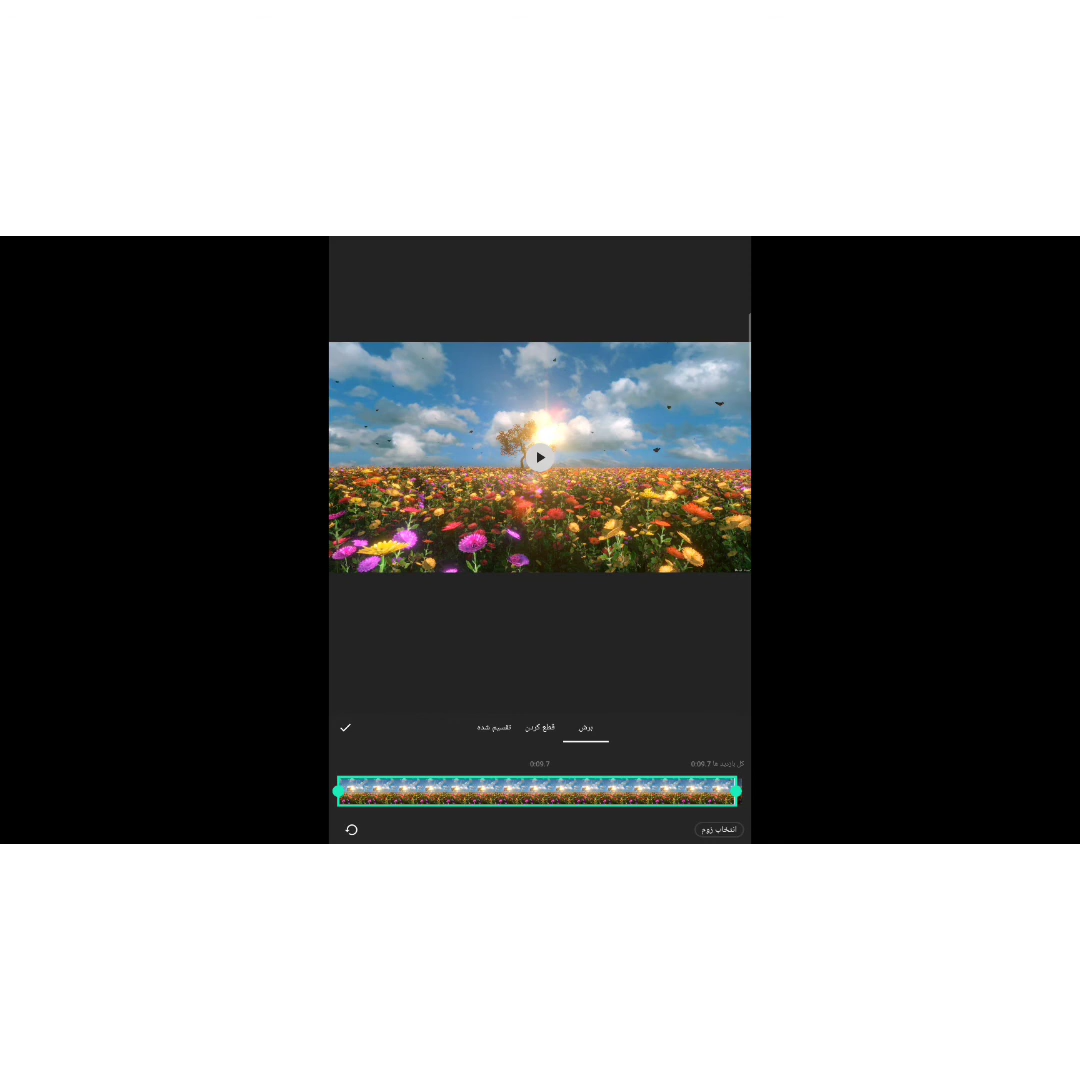 برش قطع کردن تقسیم شده
0:09.7
کل بازدید ها 0:09.7
انتخاب زوم